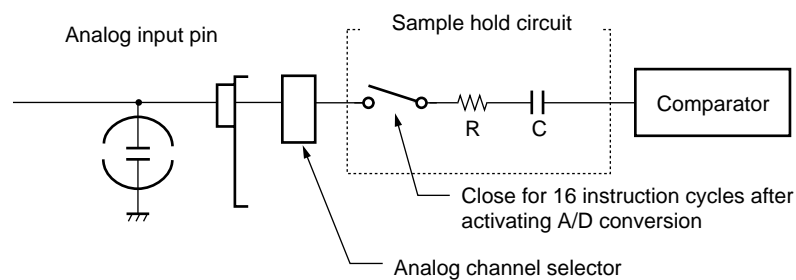 Sample hold circuit
Analog input pin
Comparator
R
C
Close for 16 instruction cycles after
activating A/D conversion
Analog channel selector